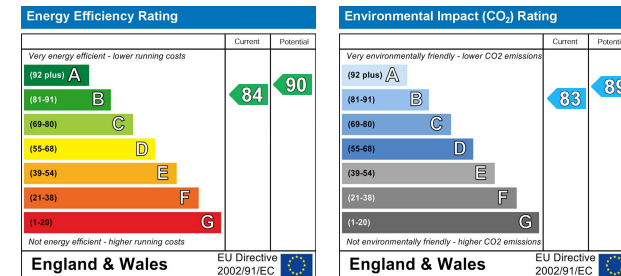 Energy Efficiency Rating
Current Potential
Very energy efficient - lower running costs
(92 plus) A
(81-91) B
(69-80) C
(55-68) D
(39-54) E
(21-38) F
(1-20) G
84
90
Not energy efficient - higher running costs
England & Wales
EU Directive
2002/91/EC
Environmental Impact (CO2) Rating
Current Potentia
Very environmentally friendly - lower CO2 emissions
(92 plus) A
(81-91) B
(69-80) C
(55-68) D
(39-54) E
(21-38) F
(1-20) G
83
89
Not environmentally friendly - higher CO2 emissions
England & Wales
EU Directive
2002/91/EC